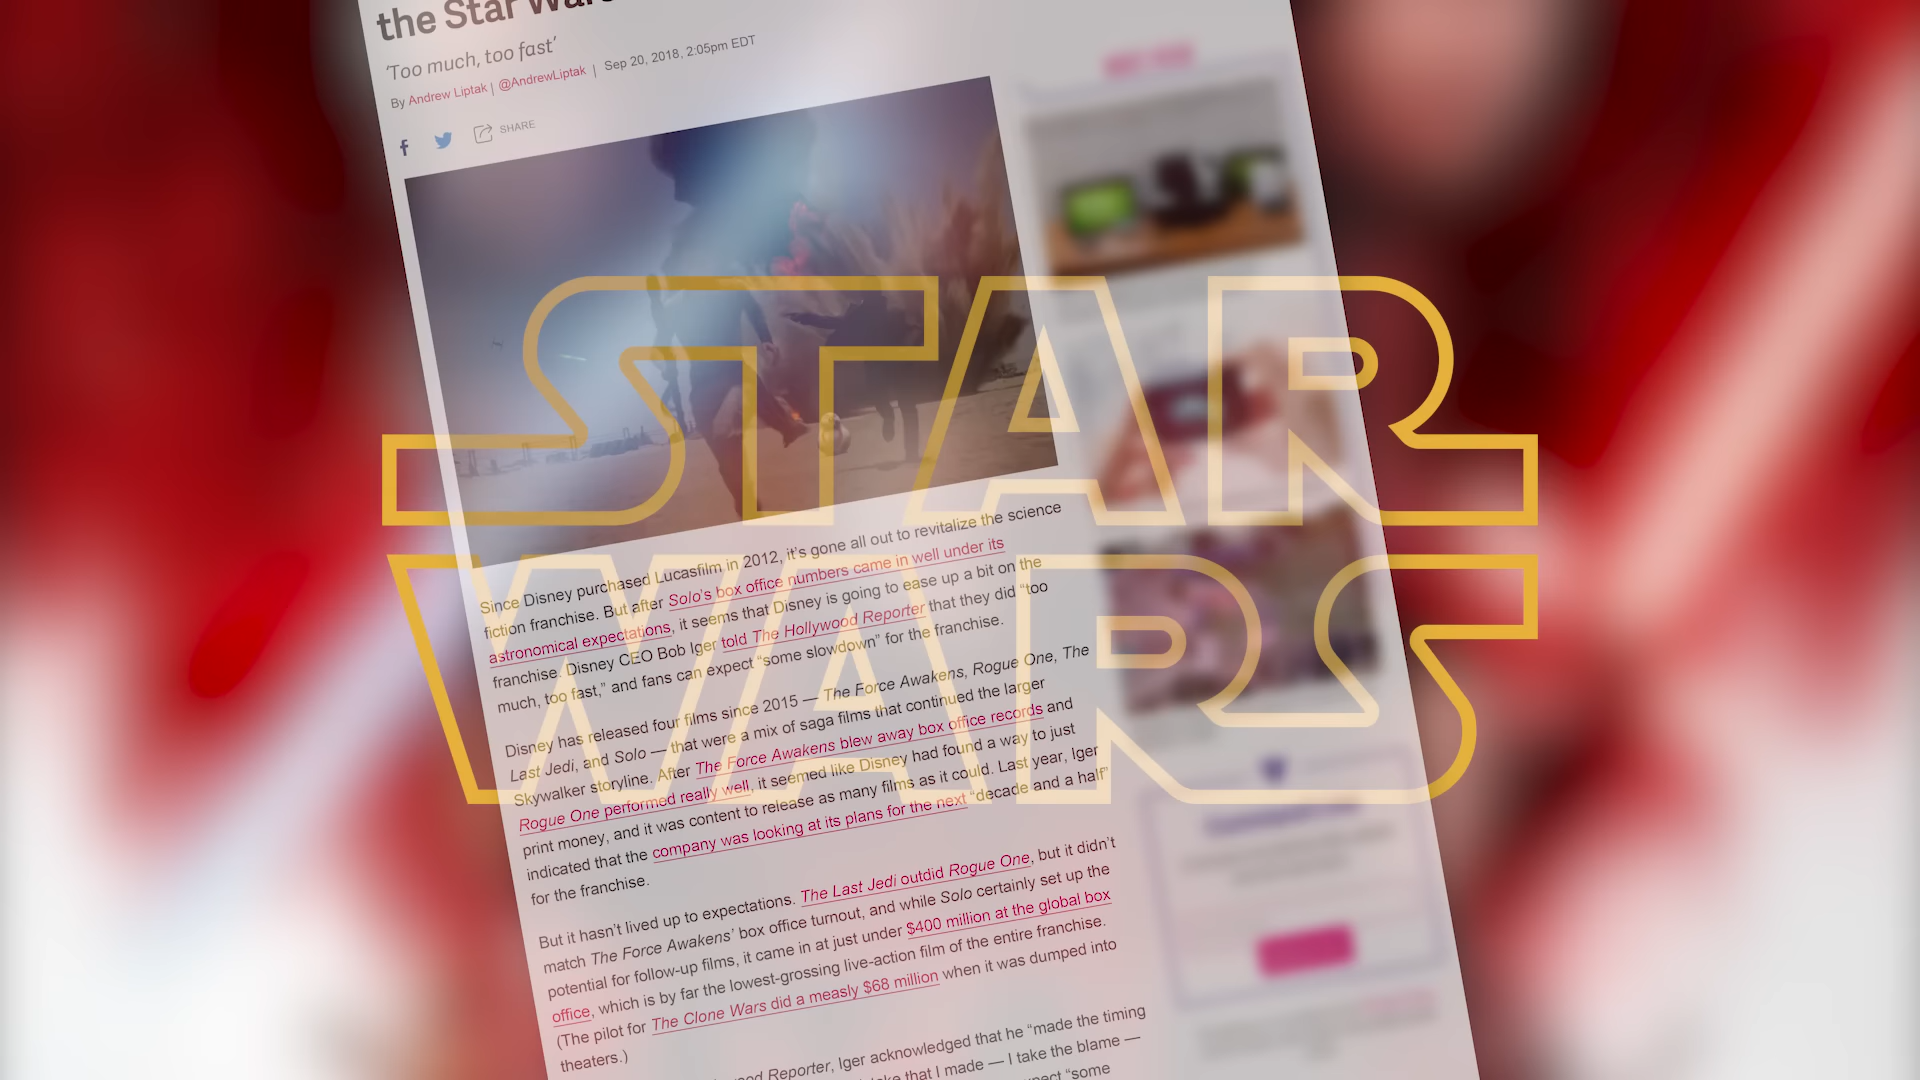 the Star Wars
'Too much, too fast'
By Andrew Liptak | @AndrewLiptak | Sep 20, 2018, 2:05pm EDT
SHARE
STAR
WARS
Since Disney purchased Lucasfilm in 2012, it's gone all out to revitalize the science
fiction franchise. But after Solo's box office numbers came in well under its
astronomical expectations, it seems that Disney is going to ease up a bit on the
franchise. Disney CEO Bob Iger told The Hollywood Reporter that they did “too
much, too fast,” and fans can expect “some slowdown” for the franchise.
Disney has released four films since 2015 — The Force Awakens, Rogue One, The
Last Jedi, and Solo — that were a mix of saga films that continued the larger
Skywalker storyline. After The Force Awakens blew away box office records and
Rogue One performed really well, it seemed like Disney had found a way to just
print money, and it was content to release as many films as it could. Last year, Iger
indicated that the company was looking at its plans for the next “decade and a half”
for the franchise.
But it hasn't lived up to expectations. The Last Jedi outdid Rogue One, but it didn't
match The Force Awakens' box office turnout, and while Solo certainly set up the
potential for follow-up films, it came in at just under $400 million at the global box
office, which is by far the lowest-grossing live-action film of the entire franchise.
(The pilot for The Clone Wars did a measly $68 million when it was dumped into
theaters.)
Reporter, Iger acknowledged that he “made the timing
that I made — I take the blame —
“some